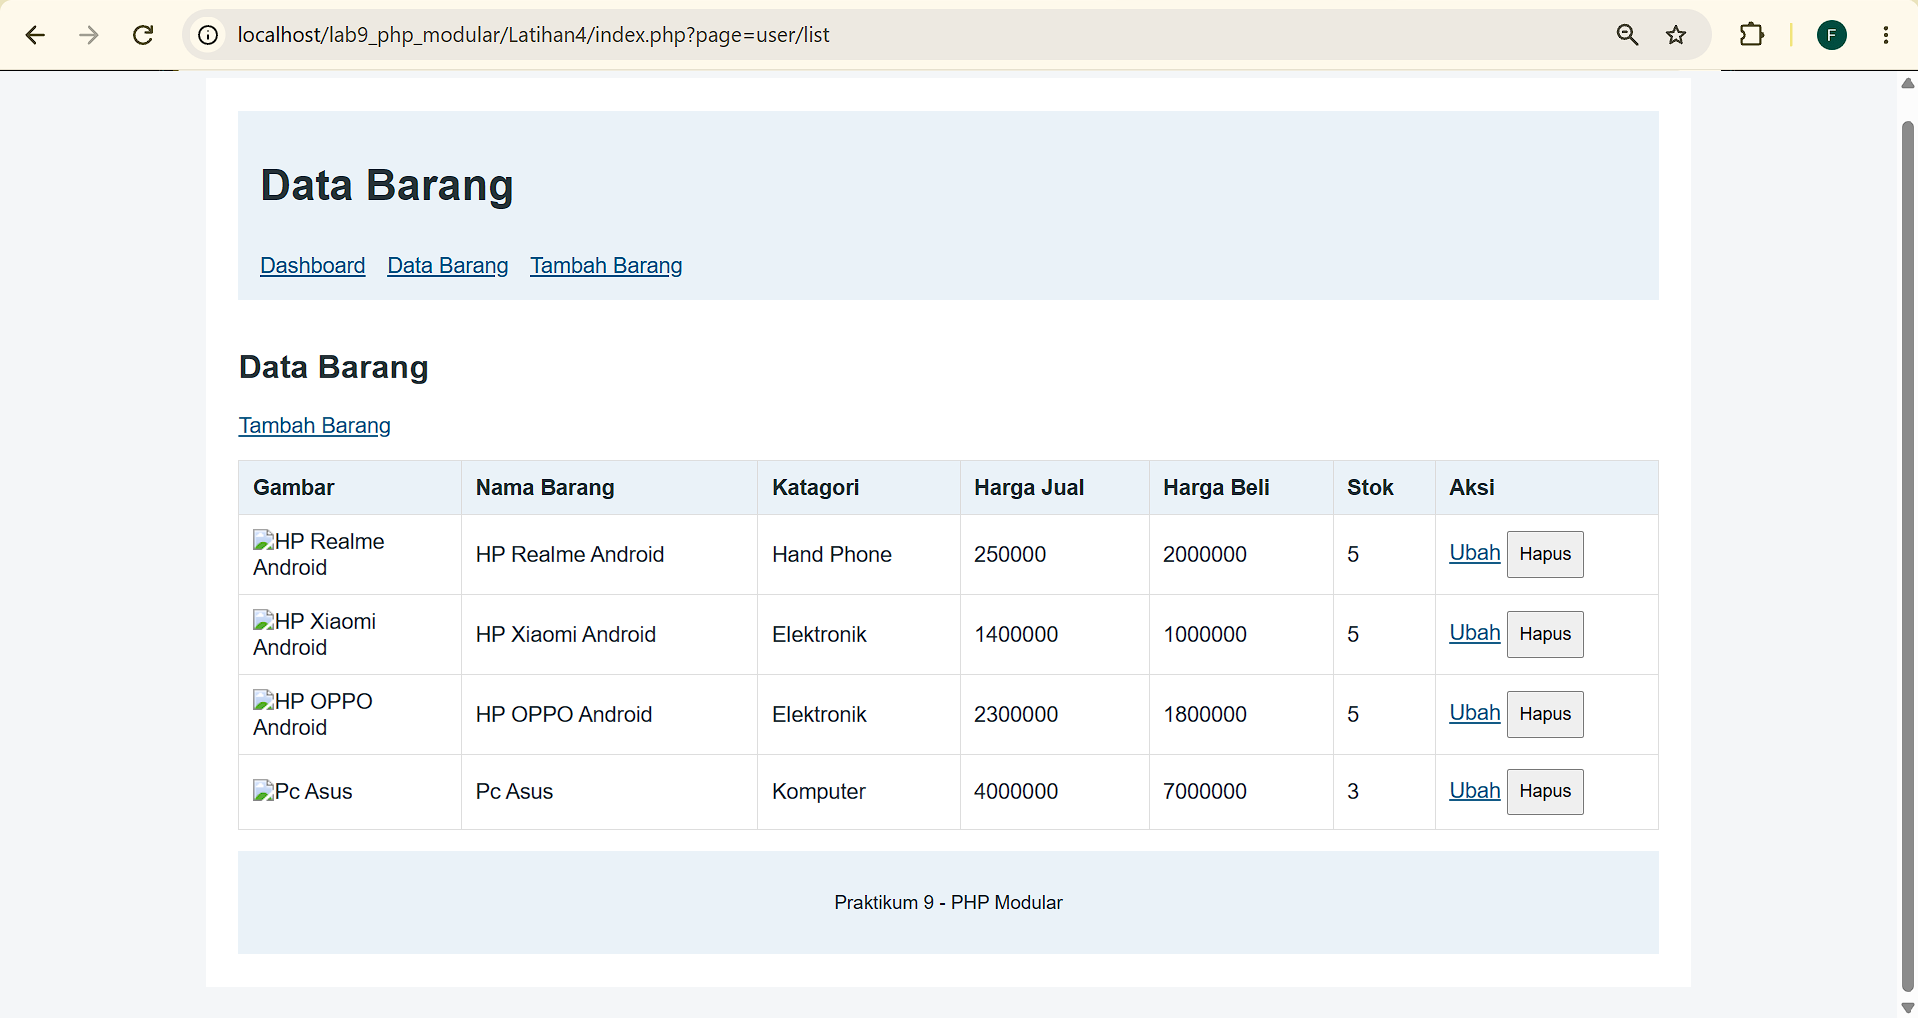 localhost/lab9_php_modular/Latihan4/index.php?page=user/list
F
Data Barang
Dashboard Data Barang Tambah Barang
Data Barang
Tambah Barang
Gambar Nama Barang Katagori Harga Jual Harga Beli Stok Aksi
HP Realme Android HP Realme Android Hand Phone 250000 2000000 5 Ubah Hapus
HP Xiaomi Android HP Xiaomi Android Elektronik 1400000 1000000 5 Ubah Hapus
HP OPPO Android HP OPPO Android Elektronik 2300000 1800000 5 Ubah Hapus
Pc Asus Pc Asus Komputer 4000000 7000000 3 Ubah Hapus
Praktikum 9 - PHP Modular